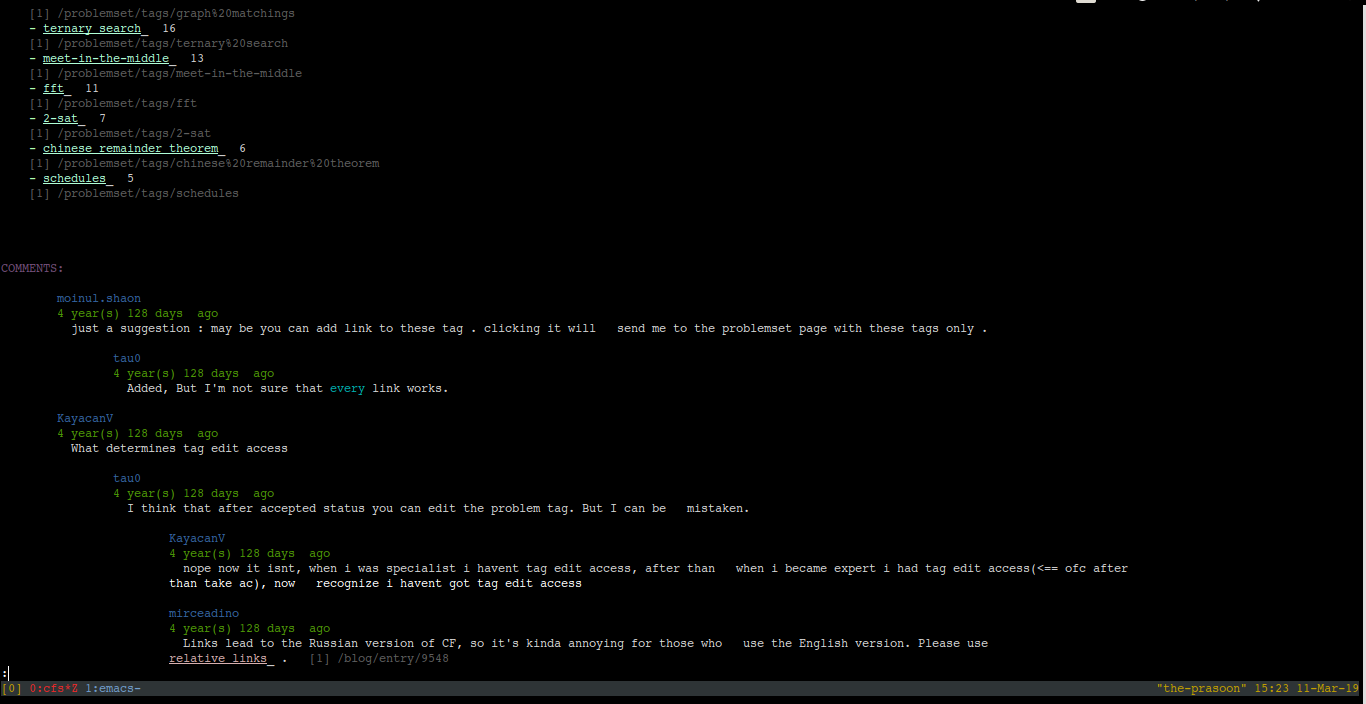 [1] /problemset/tags/graph%20matchings
- ternary search_ 16
[1] /problemset/tags/ternary%20search
- meet-in-the-middle_ 13
[1] /problemset/tags/meet-in-the-middle
- fft_ 11
[1] /problemset/tags/fft
- 2-sat_ 7
[1] /problemset/tags/2-sat
- chinese remainder theorem_ 6
[1] /problemset/tags/chinese%20remainder%20theorem
- schedules_ 5
[1] /problemset/tags/schedules
COMMENTS:
moinul.shaon
4 year(s) 128 days ago
just a suggestion : may be you can add link to these tag . clicking it will send me to the problemset page with these tags only .
tau0
4 year(s) 128 days ago
Added, But I'm not sure that every link works.
KayacanV
4 year(s) 128 days ago
What determines tag edit access
tau0
4 year(s) 128 days ago
I think that after accepted status you can edit the problem tag. But I can be mistaken.
KayacanV
4 year(s) 128 days ago
nope now it isnt, when i was specialist i havent tag edit access, after than when i became expert i had tag edit access(<== ofc after
than take ac), now recognize i havent got tag edit access
mirceadino
4 year(s) 128 days ago
Links lead to the Russian version of CF, so it's kinda annoying for those who use the English version. Please use
relative links_ . [1] /blog/entry/9548
:
[0] 0:cfs*Z 1:emacs- "the-prasoon" 15:23 11-Mar-19